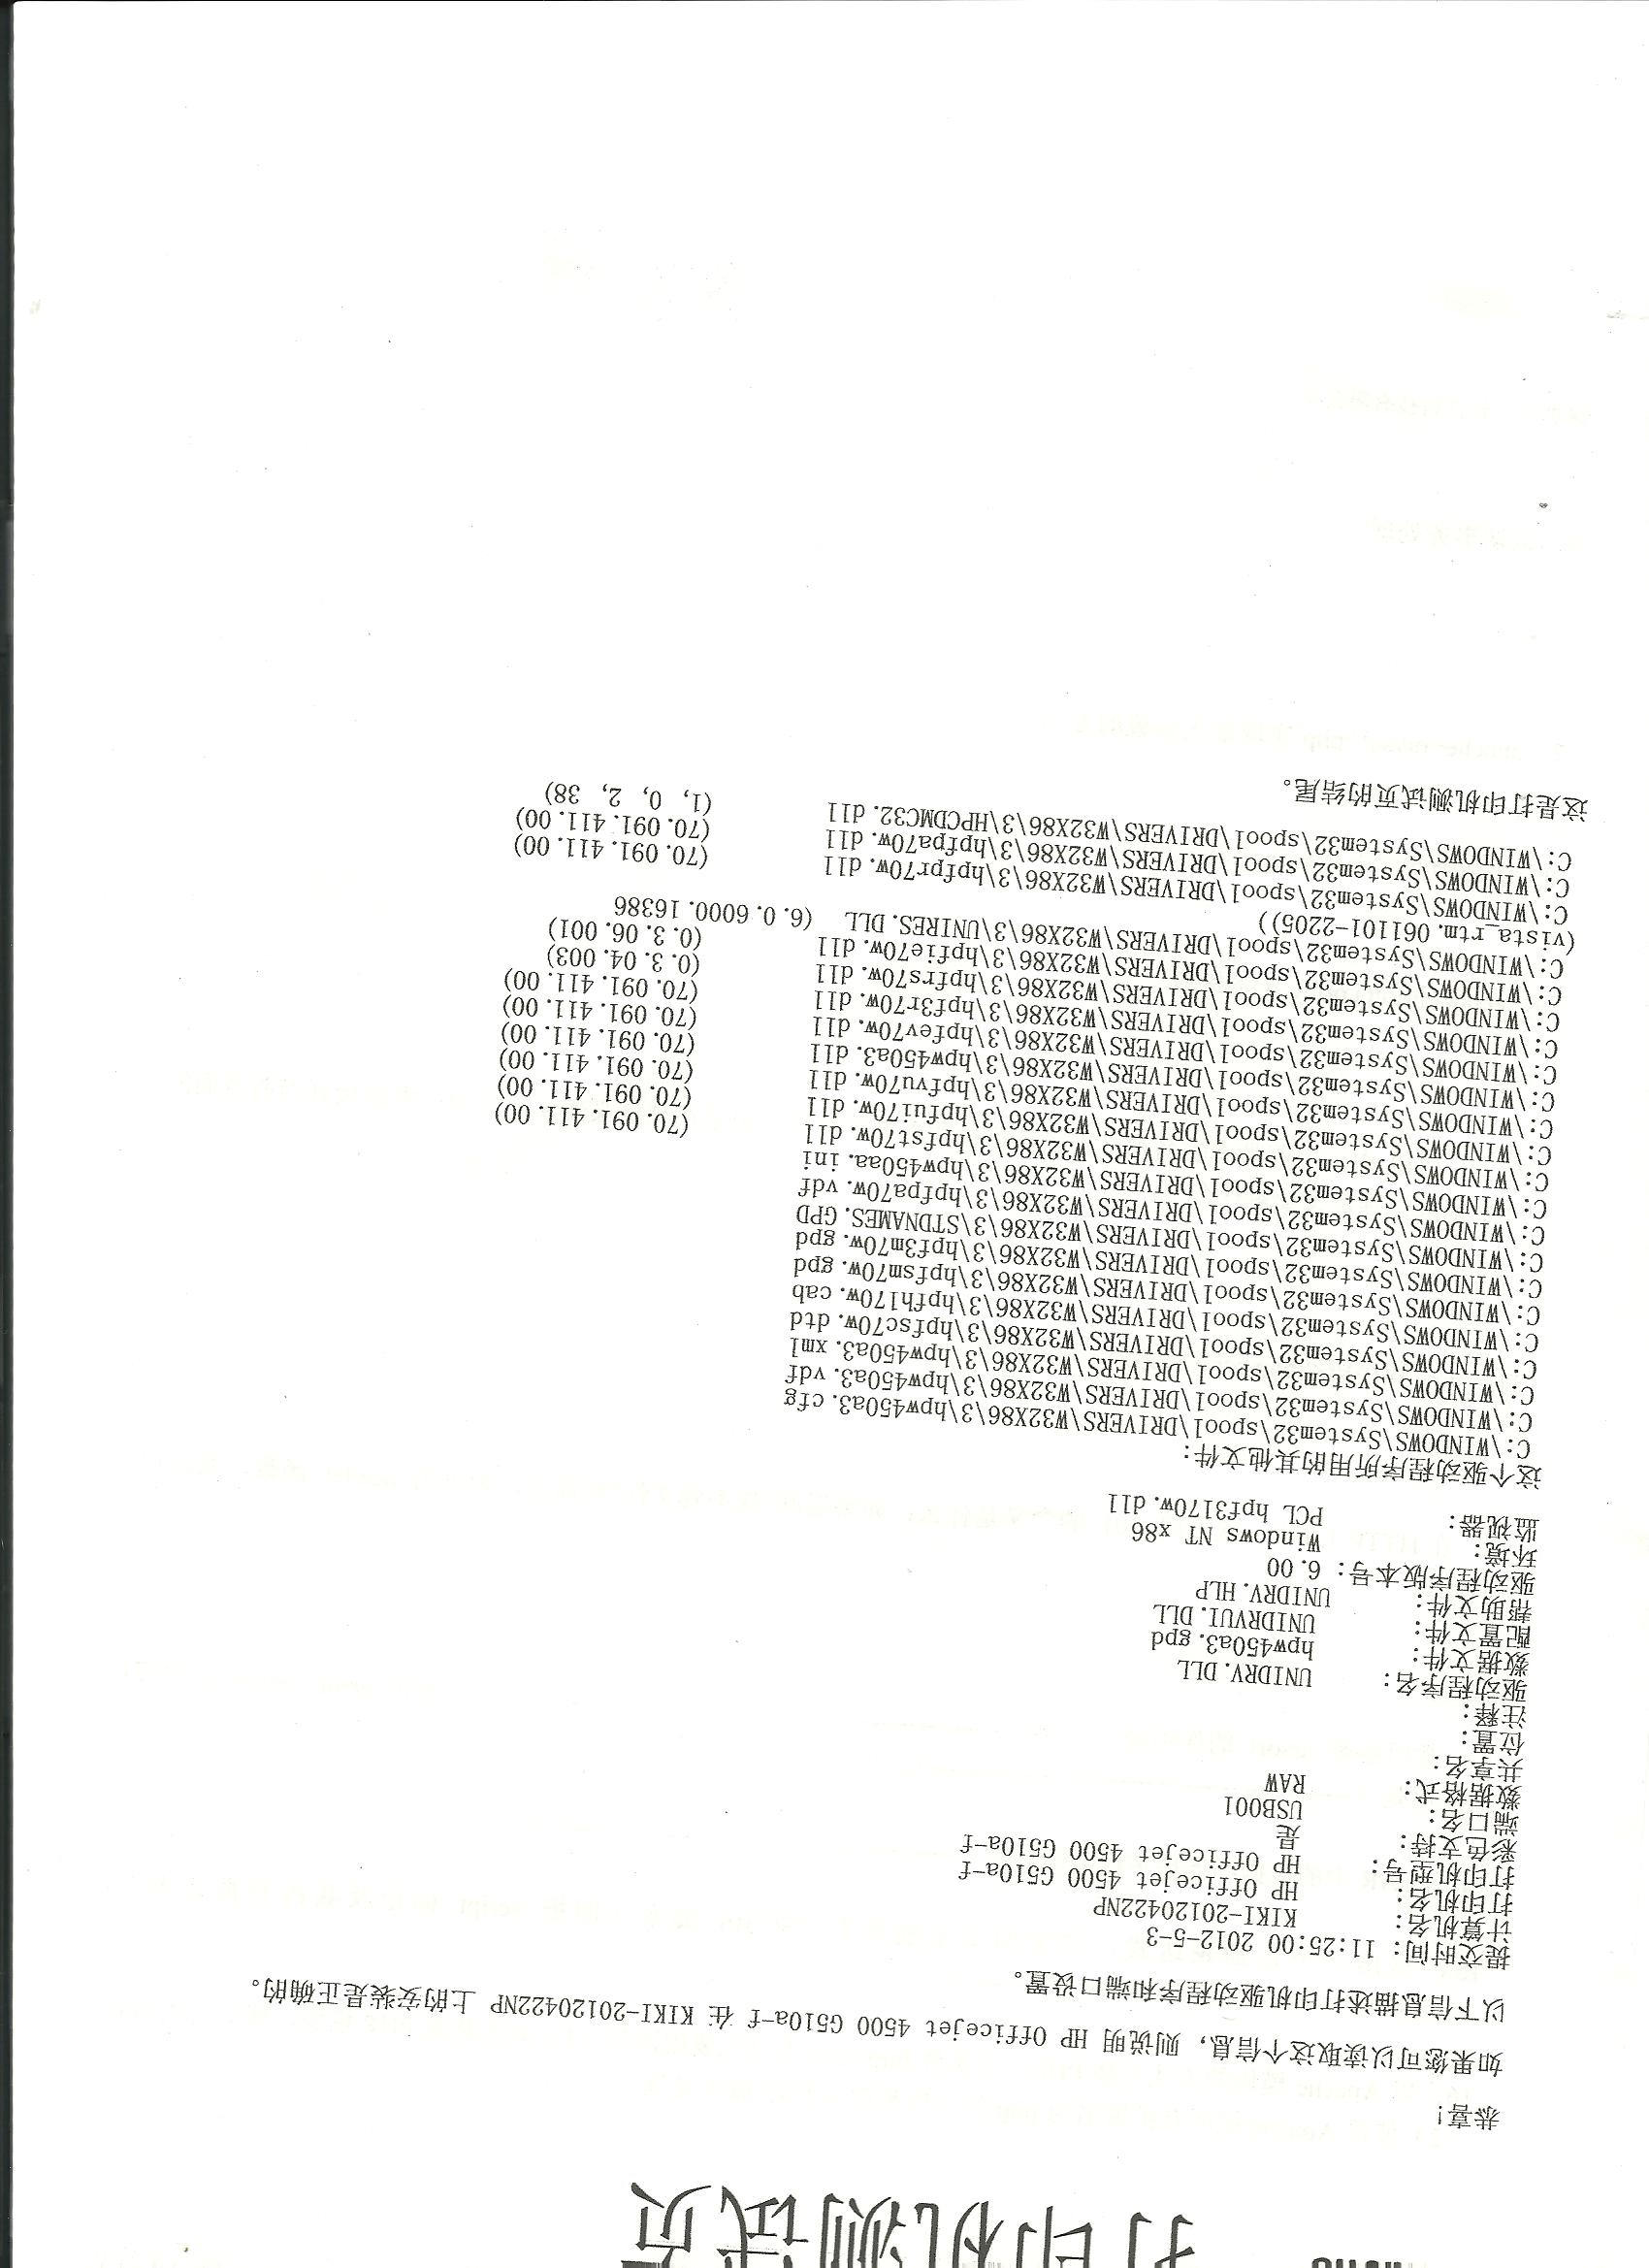 打印机测试页
恭喜!
如果您可以读取这个信息，则说明 HP Officejet 4500 G510a-f 在 KIKI-20120422NP 上的安装是正确的。
以下信息描述打印机驱动程序和端口设置。
提交时间: 11:25:00 2012-5-3
计算机名: KIKI-20120422NP
打印机名: HP Officejet 4500 G510a-f
打印机型号: HP Officejet 4500 G510a-f
彩色支持: 是
端口名: USB001
数据格式: RAW
共享名:
位置:
注释:
驱动程序名: UNIDRV.DLL
数据文件: hpw450a3.gpd
配置文件: UNIDRVUI.DLL
帮助文件: UNIDRV.HLP
驱动程序版本号: 6.00
环境: Windows NT x86
监视器: PCL hpf3170w.dll
这个驱动程序所用的其他文件:
C:\WINDOWS\System32\spool\DRIVERS\W32X86\3\hpw450a3.cfg
C:\WINDOWS\System32\spool\DRIVERS\W32X86\3\hpw450a3.vdf
C:\WINDOWS\System32\spool\DRIVERS\W32X86\3\hpw450a3.xml
C:\WINDOWS\System32\spool\DRIVERS\W32X86\3\hpfsc70w.dtd
C:\WINDOWS\System32\spool\DRIVERS\W32X86\3\hpfhl70w.cab
C:\WINDOWS\System32\spool\DRIVERS\W32X86\3\hpfsm70w.gpd
C:\WINDOWS\System32\spool\DRIVERS\W32X86\3\hpf3m70w.gpd
C:\WINDOWS\System32\spool\DRIVERS\W32X86\3\STDNAMES.GPD
C:\WINDOWS\System32\spool\DRIVERS\W32X86\3\hpfpa70w.vdf
C:\WINDOWS\System32\spool\DRIVERS\W32X86\3\hpw450aa.ini
C:\WINDOWS\System32\spool\DRIVERS\W32X86\3\hpfst70w.dll (70.091.411.00)
C:\WINDOWS\System32\spool\DRIVERS\W32X86\3\hpfui70w.dll (70.091.411.00)
C:\WINDOWS\System32\spool\DRIVERS\W32X86\3\hpfvu70w.dll (70.091.411.00)
C:\WINDOWS\System32\spool\DRIVERS\W32X86\3\hpw450a3.dll (70.091.411.00)
C:\WINDOWS\System32\spool\DRIVERS\W32X86\3\hpfev70w.dll (70.091.411.00)
C:\WINDOWS\System32\spool\DRIVERS\W32X86\3\hpf3r70w.dll (70.091.411.00)
C:\WINDOWS\System32\spool\DRIVERS\W32X86\3\hpfrs70w.dll (0.3.04.003)
C:\WINDOWS\System32\spool\DRIVERS\W32X86\3\hpfie70w.dll (0.3.06.001)
C:\WINDOWS\System32\spool\DRIVERS\W32X86\3\UNIRES.DLL (6.0.6000.16386
(vista_rtm.061101-2205))
C:\WINDOWS\System32\spool\DRIVERS\W32X86\3\hpfpr70w.dll (70.091.411.00)
C:\WINDOWS\System32\spool\DRIVERS\W32X86\3\hpfpa70w.dll (70.091.411.00)
C:\WINDOWS\System32\spool\DRIVERS\W32X86\3\HPCDMC32.dll (1, 0, 2, 38)
这是打印机测试页的结尾。